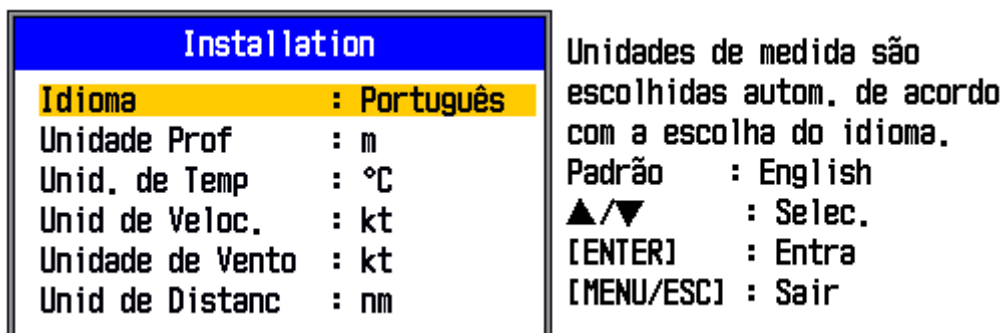 Installation
Idioma : Português
Unidade Prof : m
Unid. de Temp : °C
Unid de Veloc. : kt
Unidade de Vento : kt
Unid de Distanc : nm
Unidades de medida são
escolhidas autom. de acordo
com a escolha do idioma.
Padrão : English
▲/▼ : Selec.
[ENTER] : Entra
[MENU/ESC] : Sair